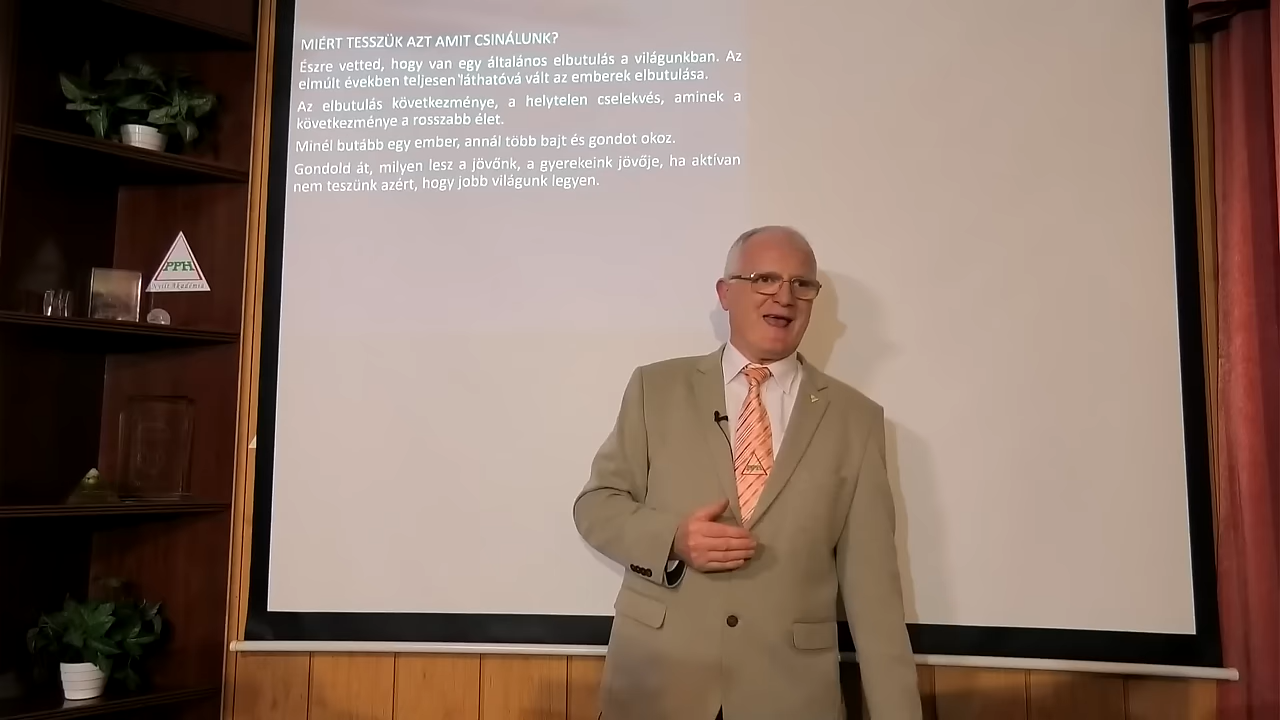 MIÉRT TESSZÜK AZT AMIT CSINÁLUNK?
Észre vetted, hogy van egy általános elbutulás a világunkban. Az
elmúlt években teljesen láthatóvá vált az emberek elbutulása.
Az elbutulás következménye, a helytelen cselekvés, aminek a
következménye a rosszabb élet.
Minél butább egy ember, annál több bajt és gondot okoz.
Gondold át, milyen lesz a jövőnk, a gyerekeink jövője, ha aktívan
nem teszünk azért, hogy jobb világunk legyen.
PPH
Nyílt Akadémia
PPH